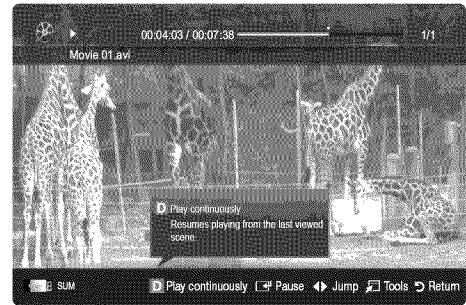 00:04:03 / 00:07:38 1/1
Movie 01.avi
D Play continuously
Resumes playing from the last viewed
scene.
SUM D Play continuously Pause Jump Tools Return